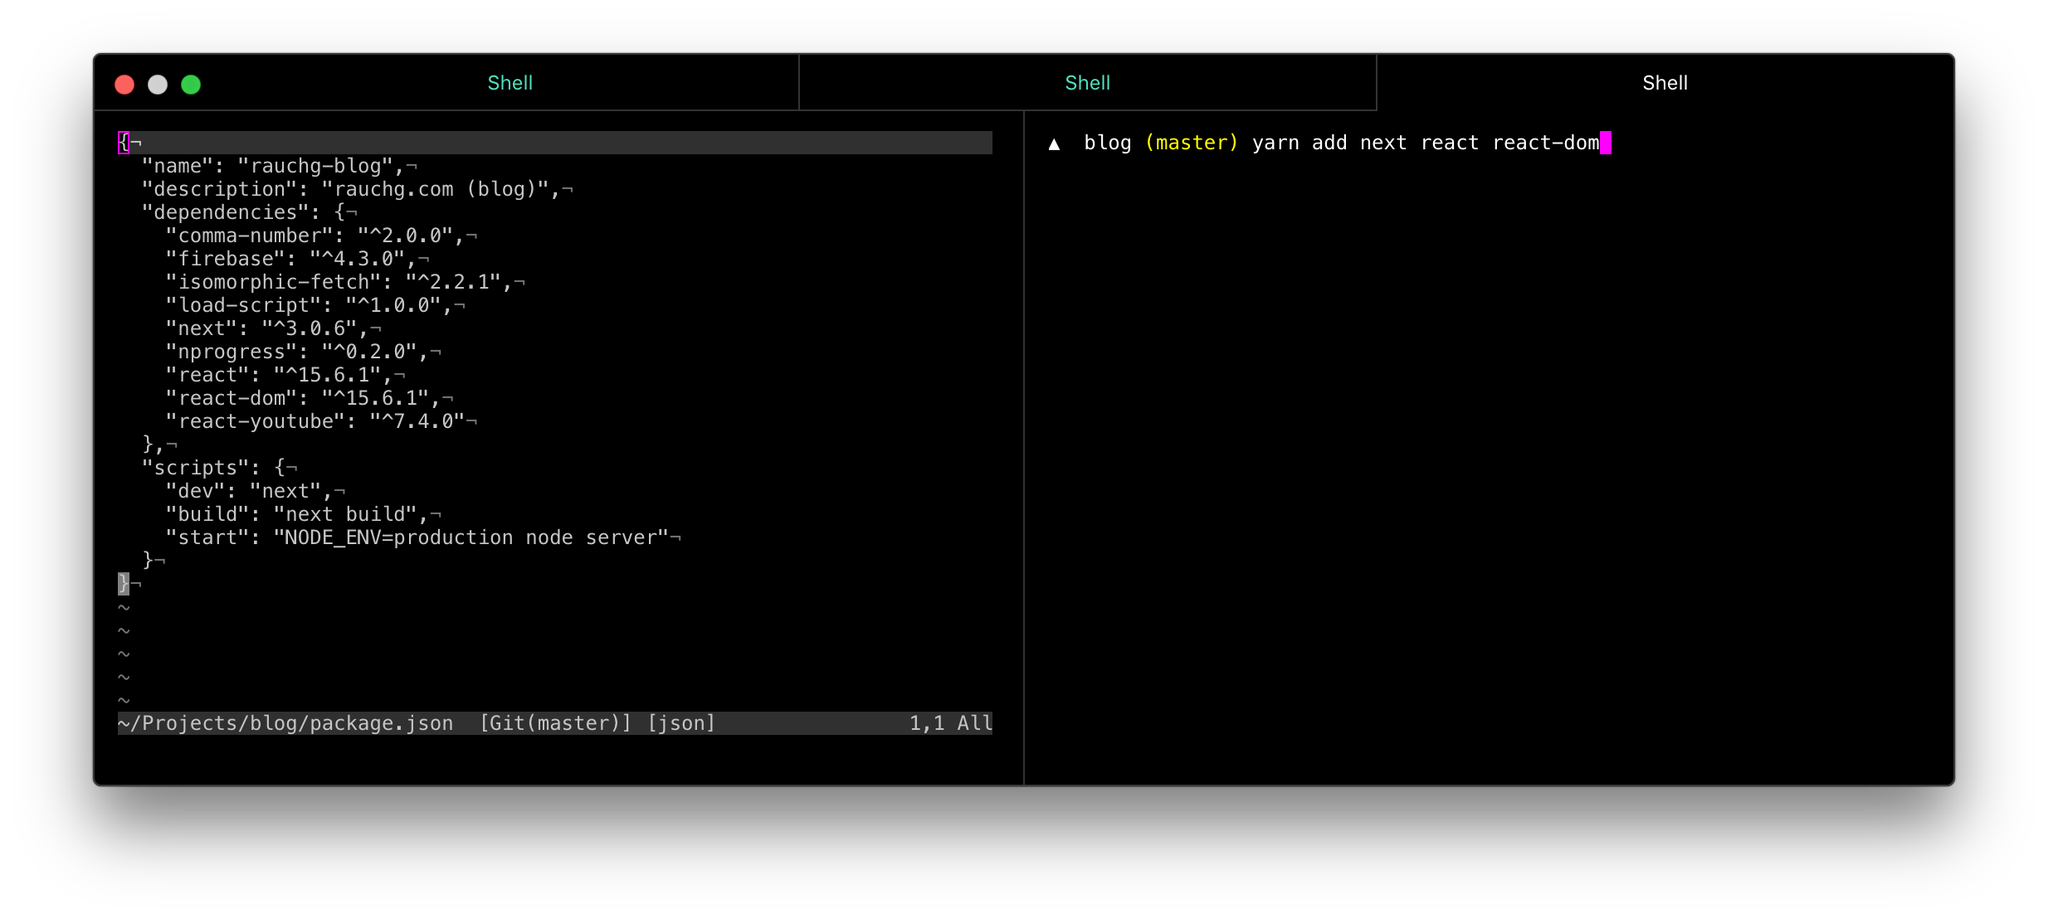 Shell Shell Shell
{¬
  "name": "rauchg-blog",¬
  "description": "rauchg.com (blog)",¬
  "dependencies": {¬
    "comma-number": "^2.0.0",¬
    "firebase": "^4.3.0",¬
    "isomorphic-fetch": "^2.2.1",¬
    "load-script": "^1.0.0",¬
    "next": "^3.0.6",¬
    "nprogress": "^0.2.0",¬
    "react": "^15.6.1",¬
    "react-dom": "^15.6.1",¬
    "react-youtube": "^7.4.0"¬
  },¬
  "scripts": {¬
    "dev": "next",¬
    "build": "next build",¬
    "start": "NODE_ENV=production node server"¬
  }¬
}¬
~
~
~
~
~
~/Projects/blog/package.json  [Git(master)] [json] 1,1 All
▲  blog (master) yarn add next react react-dom